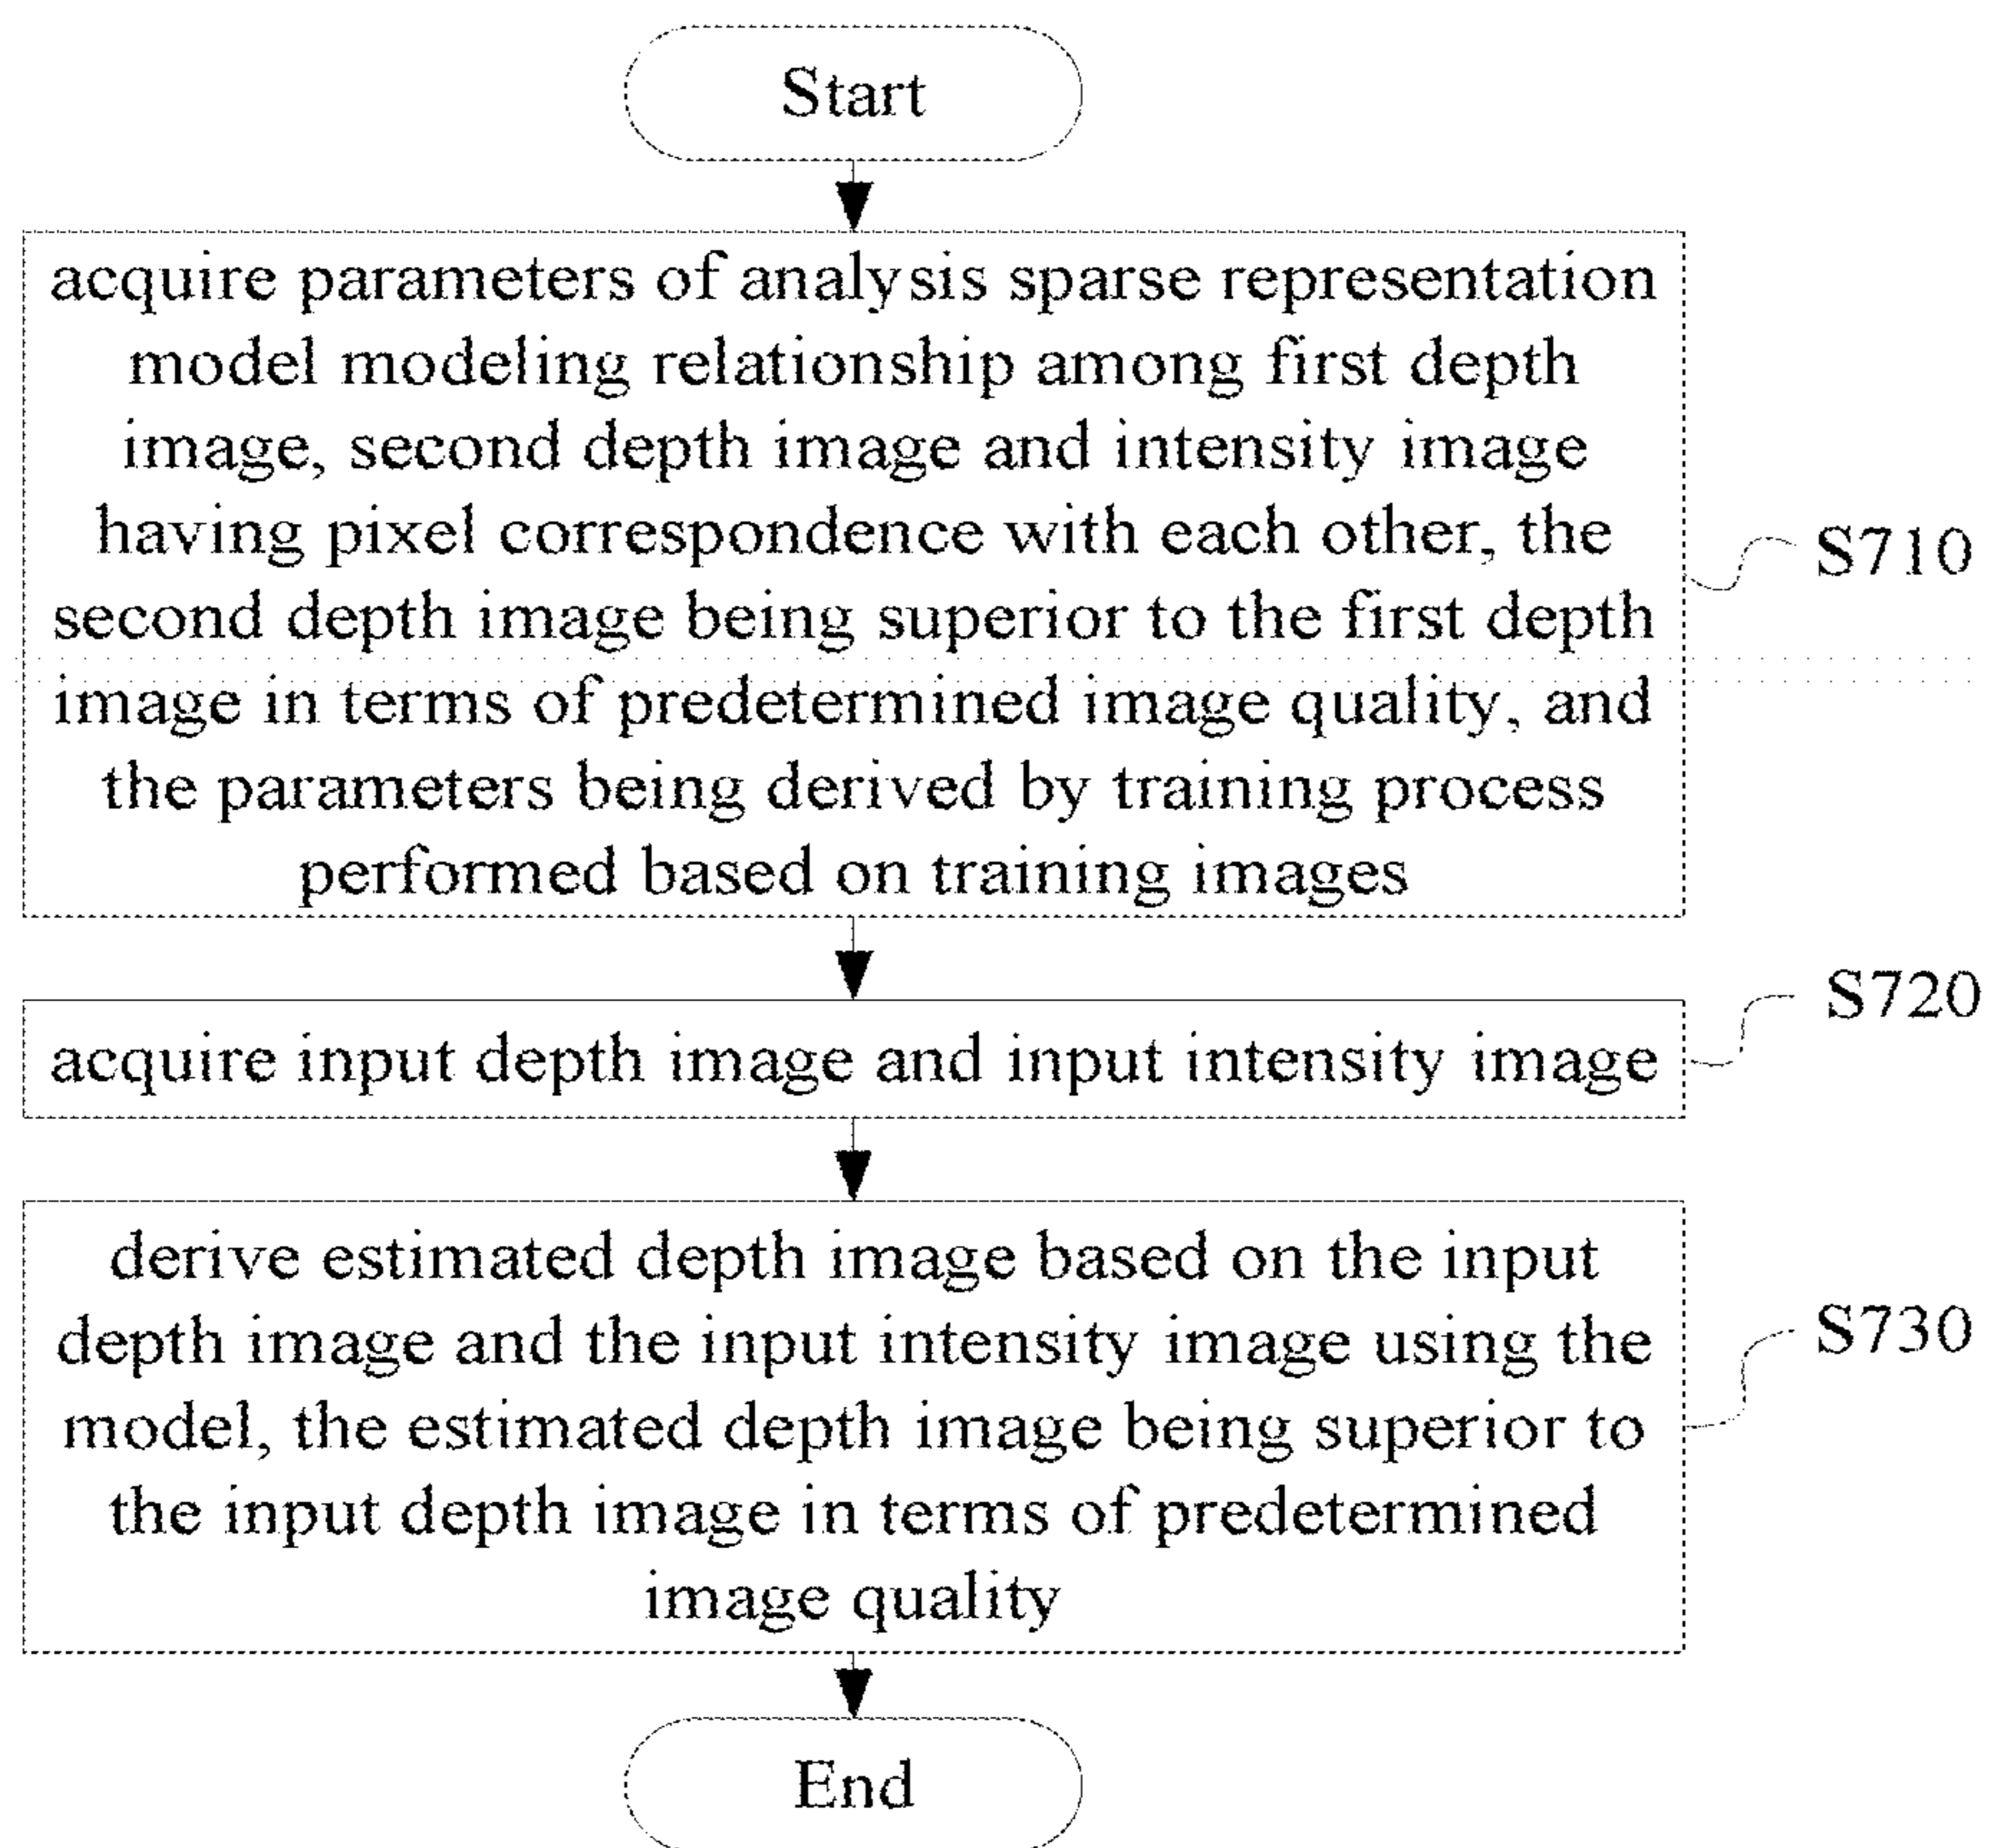 Start
acquire parameters of analysis sparse representation
model modeling relationship among first depth
image, second depth image and intensity image
having pixel correspondence with each other, the
second depth image being superior to the first depth
image in terms of predetermined image quality, and
the parameters being derived by training process
performed based on training images
S710
acquire input depth image and input intensity image
S720
derive estimated depth image based on the input
depth image and the input intensity image using the
model, the estimated depth image being superior to
the input depth image in terms of predetermined
image quality
S730
End